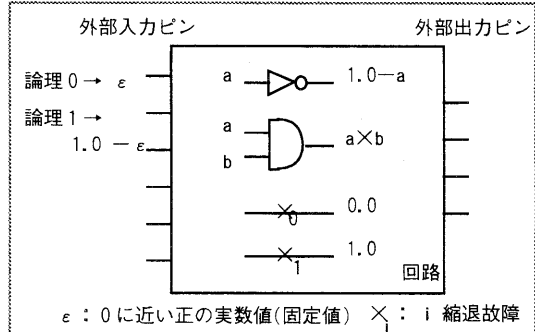 外部入力ピン
外部出力ピン
論理0→ ε
論理1→
1.0 − ε
a
1.0−a
a
b
a×b
×0
0.0
×1
1.0
回路
ε：0に近い正の実数値(固定値) ×i：i 縮退故障